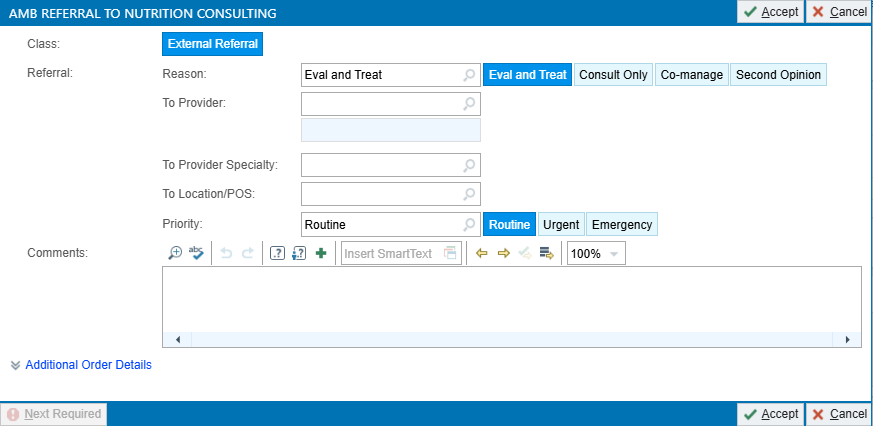 AMB REFERRAL TO NUTRITION CONSULTING Accept Cancel
Class: External Referral
Referral: Reason: Eval and Treat Eval and Treat Consult Only Co-manage Second Opinion
To Provider:
To Provider Specialty:
To Location/POS:
Priority: Routine Routine Urgent Emergency
Comments: abc .? .? Insert SmartText 100%
Additional Order Details
Next Required Accept Cancel